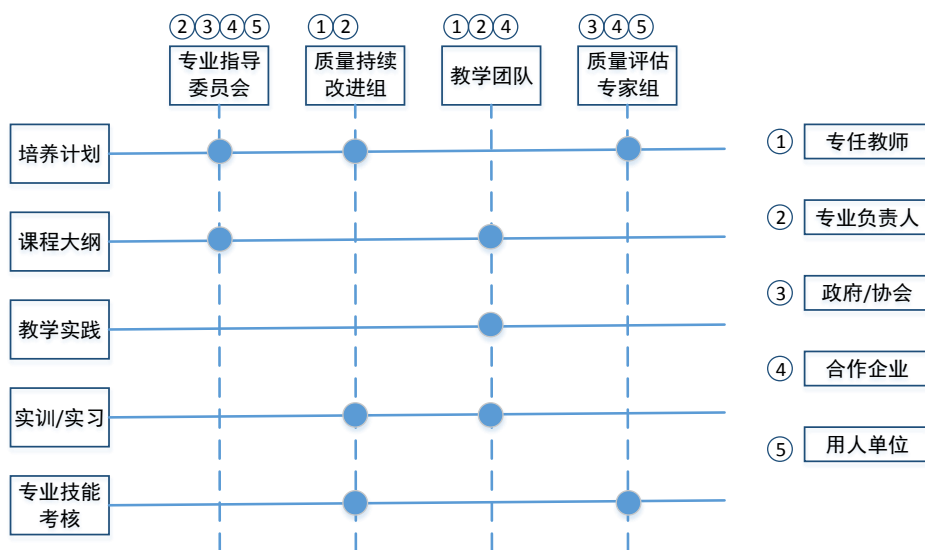 ②③④⑤
①②
①②④
③④⑤
专业指导
委员会
质量持续
改进组
教学团队
质量评估
专家组
培养计划
课程大纲
教学实践
实训/实习
专业技能
考核
① 专任教师
② 专业负责人
③ 政府/协会
④ 合作企业
⑤ 用人单位